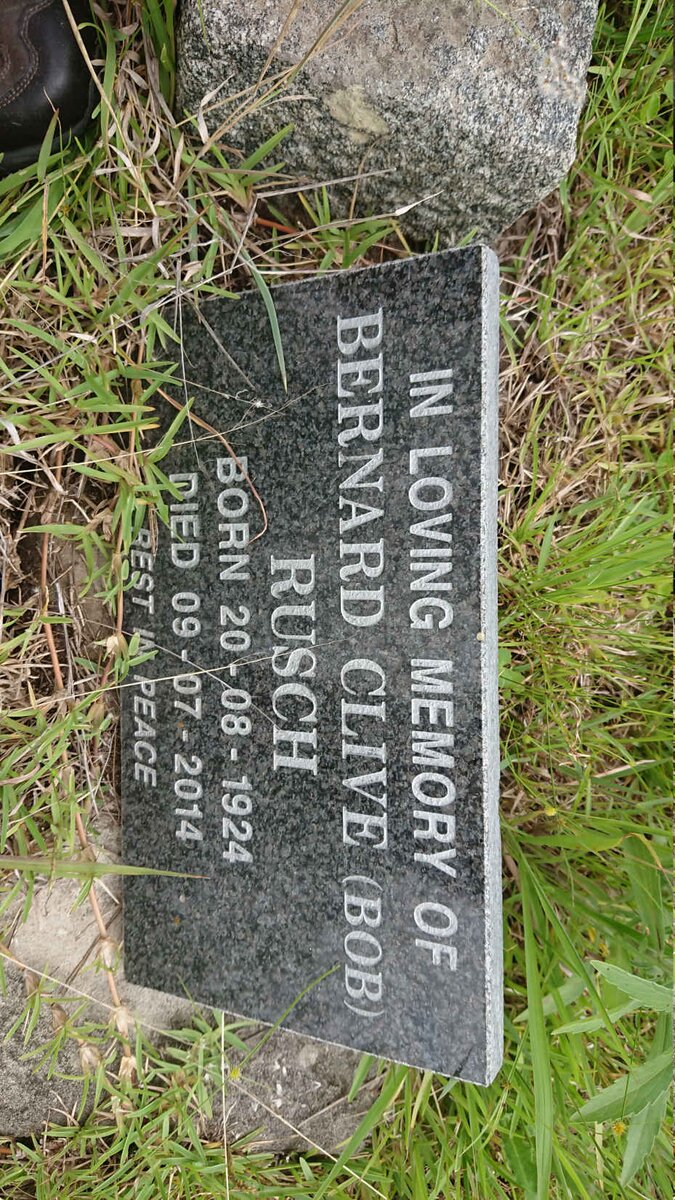 IN LOVING MEMORY OF
BERNARD CLIVE (BOB)
RUSCH
BORN 20-08-1924
DIED 09-07-2014
REST IN PEACE